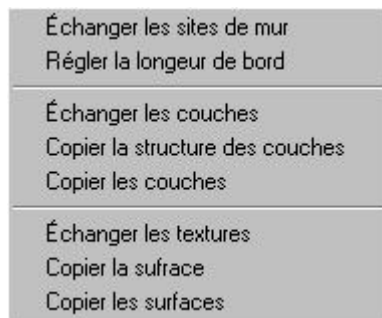 Échanger les sites de mur
Régler la longeur de bord
Échanger les couches
Copier la structure des couches
Copier les couches
Échanger les textures
Copier la sufrace
Copier les surfaces